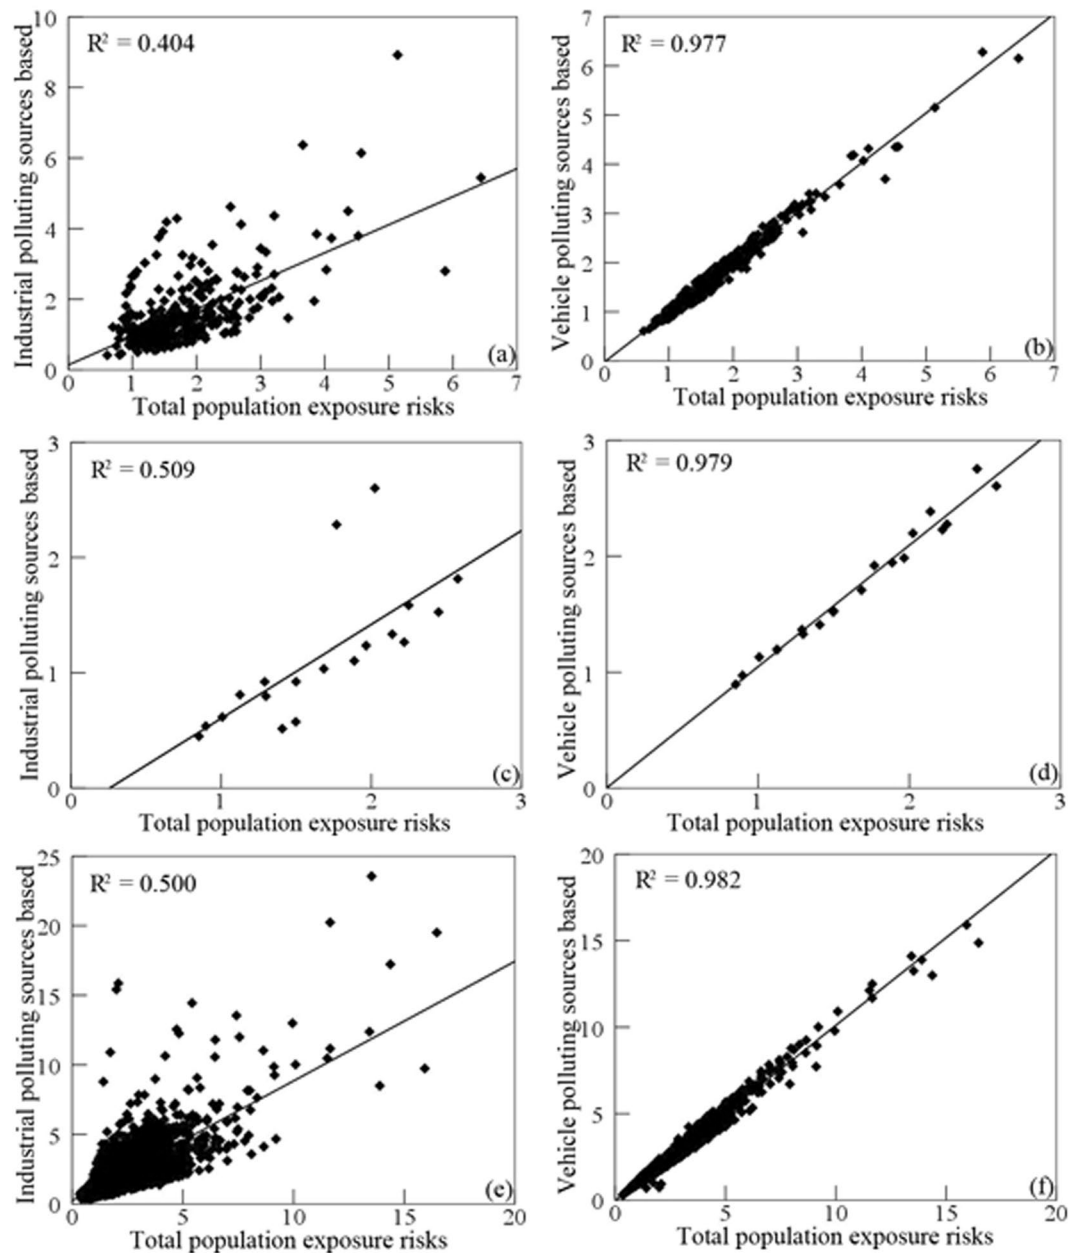 R² = 0.404
Industrial polluting sources based
10
8
6
4
2
0
0 1 2 3 4 5 6 7
(a)
Total population exposure risks
R² = 0.977
Vehicle polluting sources based
7
6
5
4
3
2
1
0
0 1 2 3 4 5 6 7
(b)
Total population exposure risks
R² = 0.509
Industrial polluting sources based
3
2
1
0
0 1 2 3
(c)
Total population exposure risks
R² = 0.979
Vehicle polluting sources based
3
2
1
0
0 1 2 3
(d)
Total population exposure risks
R² = 0.500
Industrial polluting sources based
25
20
15
10
5
0
0 5 10 15 20
(e)
Total population exposure risks
R² = 0.982
Vehicle polluting sources based
20
15
10
5
0
0 5 10 15 20
(f)
Total population exposure risks